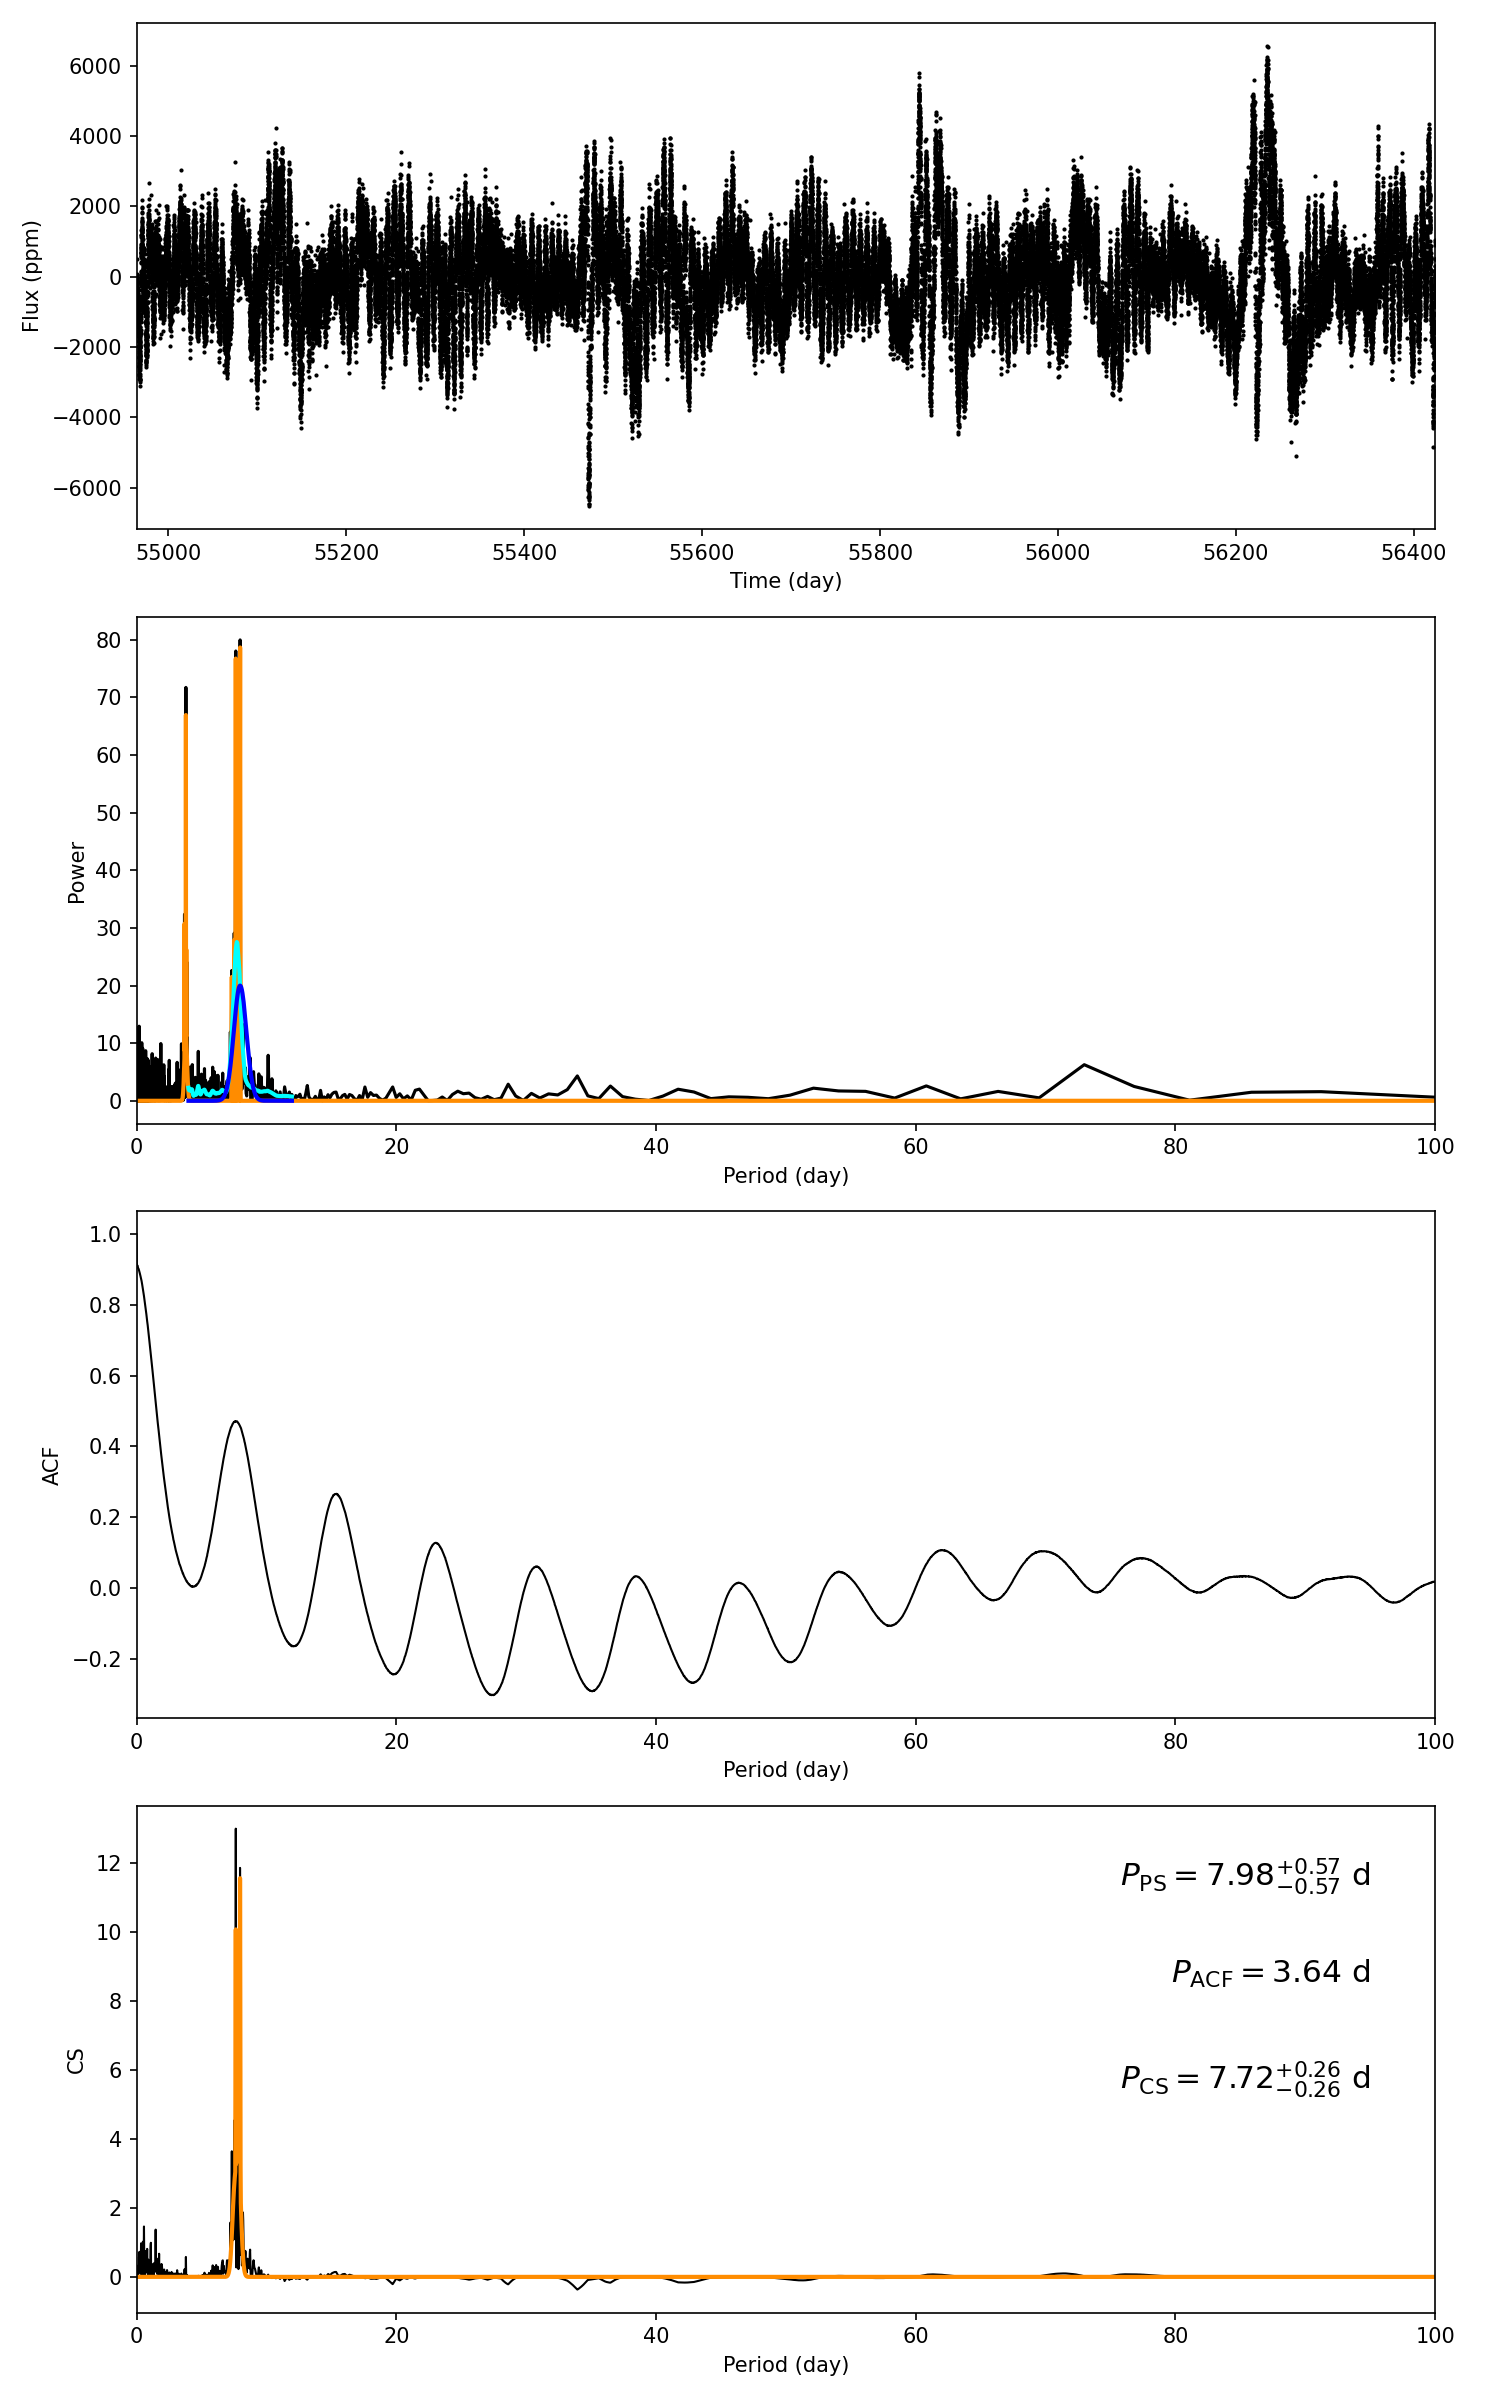 6000
4000
2000
0
−2000
−4000
−6000
Flux (ppm)
55000 55200 55400 55600 55800 56000 56200 56400
Time (day)
80
70
60
50
40
30
20
10
0
Power
0 20 40 60 80 100
Period (day)
1.0
0.8
0.6
0.4
0.2
0.0
−0.2
ACF
0 20 40 60 80 100
Period (day)
12
10
8
6
4
2
0
CS
P_PS = 7.98 +0.57 −0.57 d
P_ACF = 3.64 d
P_CS = 7.72 +0.26 −0.26 d
0 20 40 60 80 100
Period (day)